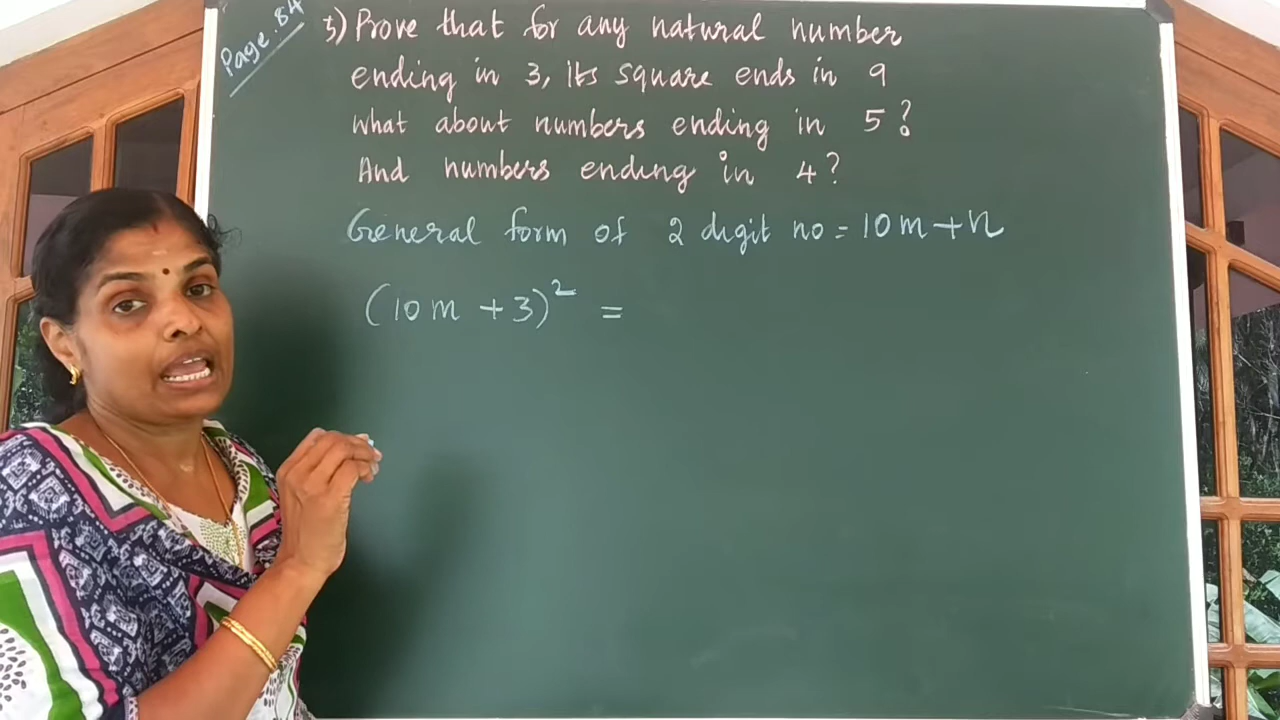 Page. 84
5) Prove that for any natural number
ending in 3, its square ends in 9
What about numbers ending in 5?
And numbers ending in 4?
General form of 2 digit no = 10m+n
(10m + 3)² =